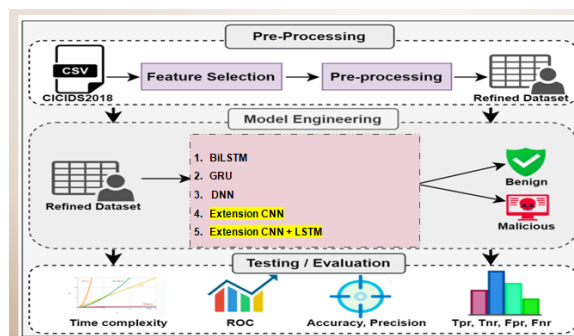 Pre-Processing
CSV
CICIDS2018
Feature Selection
Pre-processing
Refined Dataset
Model Engineering
Refined Dataset
1. BiLSTM
2. GRU
3. DNN
4. Extension CNN
5. Extension CNN + LSTM
Benign
Malicious
Testing / Evaluation
Time complexity
ROC
Accuracy, Precision
Tpr, Tnr, Fpr, Fnr